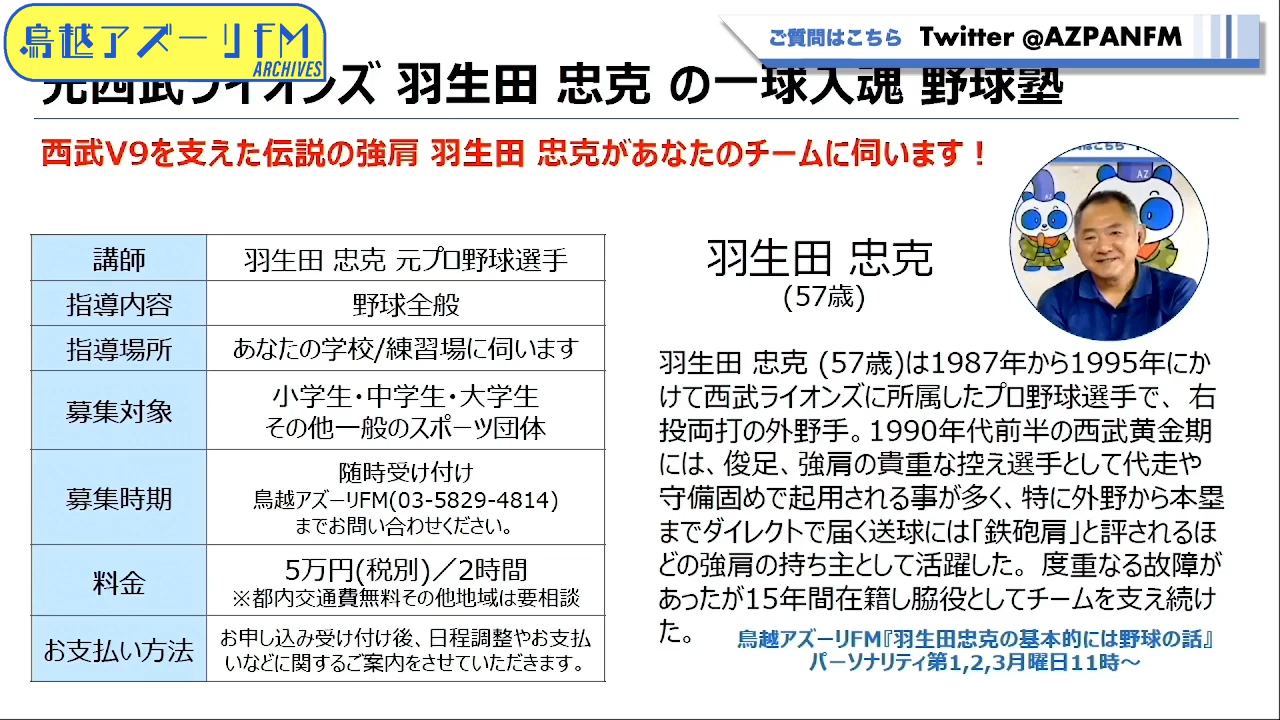 鳥越アズーリFM
ARCHIVES
ご質問はこちら Twitter @AZPANFM
元西武ライオンズ 羽生田 忠克 の一球入魂 野球塾
西武V9を支えた伝説の強肩 羽生田 忠克があなたのチームに伺います！
講師 羽生田 忠克 元プロ野球選手
指導内容 野球全般
指導場所 あなたの学校/練習場に伺います
募集対象 小学生・中学生・大学生
その他一般のスポーツ団体
募集時期 随時受け付け
鳥越アズーリFM(03-5829-4814)
までお問い合わせください。
料金 5万円(税別)／2時間
※都内交通費無料その他地域は要相談
お支払い方法 お申し込み受け付け後、日程調整やお支払
いなどに関するご案内をさせていただきます。
はこちら
AZ
羽生田 忠克
(57歳)
羽生田 忠克 (57歳)は1987年から1995年にか
けて西武ライオンズに所属したプロ野球選手で、 右
投両打の外野手。1990年代前半の西武黄金期
には、俊足、強肩の貴重な控え選手として代走や
守備固めで起用される事が多く、特に外野から本塁
までダイレクトで届く送球には「鉄砲肩」と評されるほ
どの強肩の持ち主として活躍した。 度重なる故障が
あったが15年間在籍し脇役としてチームを支え続け
た。
鳥越アズーリFM『羽生田忠克の基本的には野球の話』
パーソナリティ第1,2,3月曜日11時～